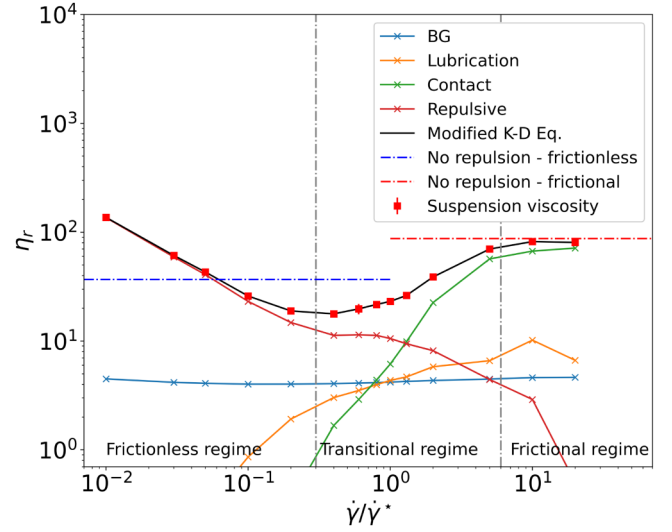 10^4
10^3
10^2
10^1
10^0
η_r
BG
Lubrication
Contact
Repulsive
Modified K-D Eq.
No repulsion - frictionless
No repulsion - frictional
Suspension viscosity
Frictionless regime
Transitional regime
Frictional regime
10^−2
10^−1
10^0
10^1
γ̇/γ̇*